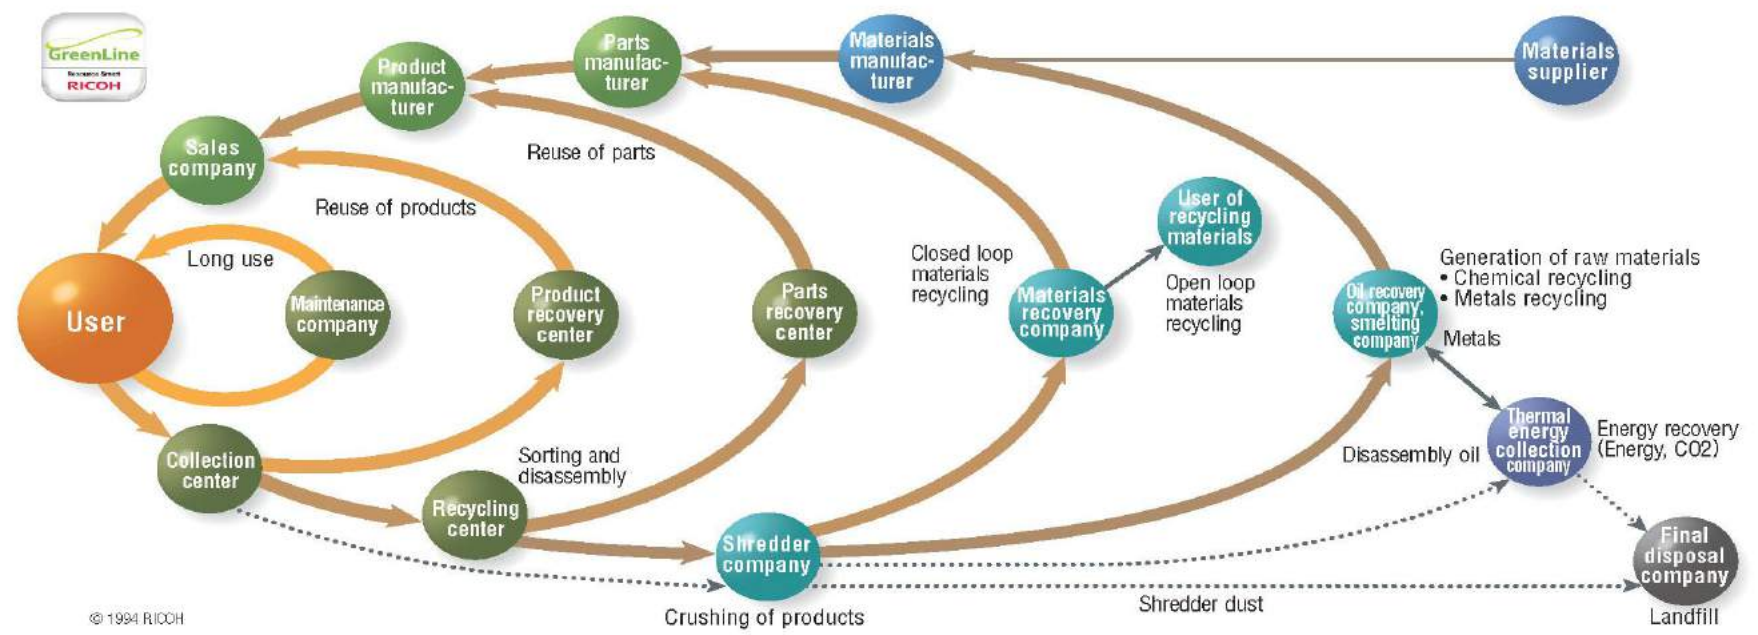 GreenLine
Resource Smart
RICOH
Product
manufac-
turer
Parts
manufac-
turer
Materials
manufac-
turer
Materials
supplier
Sales
company
Reuse of parts
Reuse of products
Long use
User
Maintenance
company
Product
recovery
center
Parts
recovery
center
Closed loop
materials
recycling
Materials
recovery
company
User of
recycling
materials
Open loop
materials
recycling
Oil recovery
company,
smelting
company
Generation of raw materials
• Chemical recycling
• Metals recycling
Metals
Collection
center
Sorting and
disassembly
Recycling
center
Disassembly oil
Thermal
energy
collection
company
Energy recovery
(Energy, CO2)
Shredder
company
Crushing of products
Shredder dust
Final
disposal
company
Landfill
© 1994 RICOH